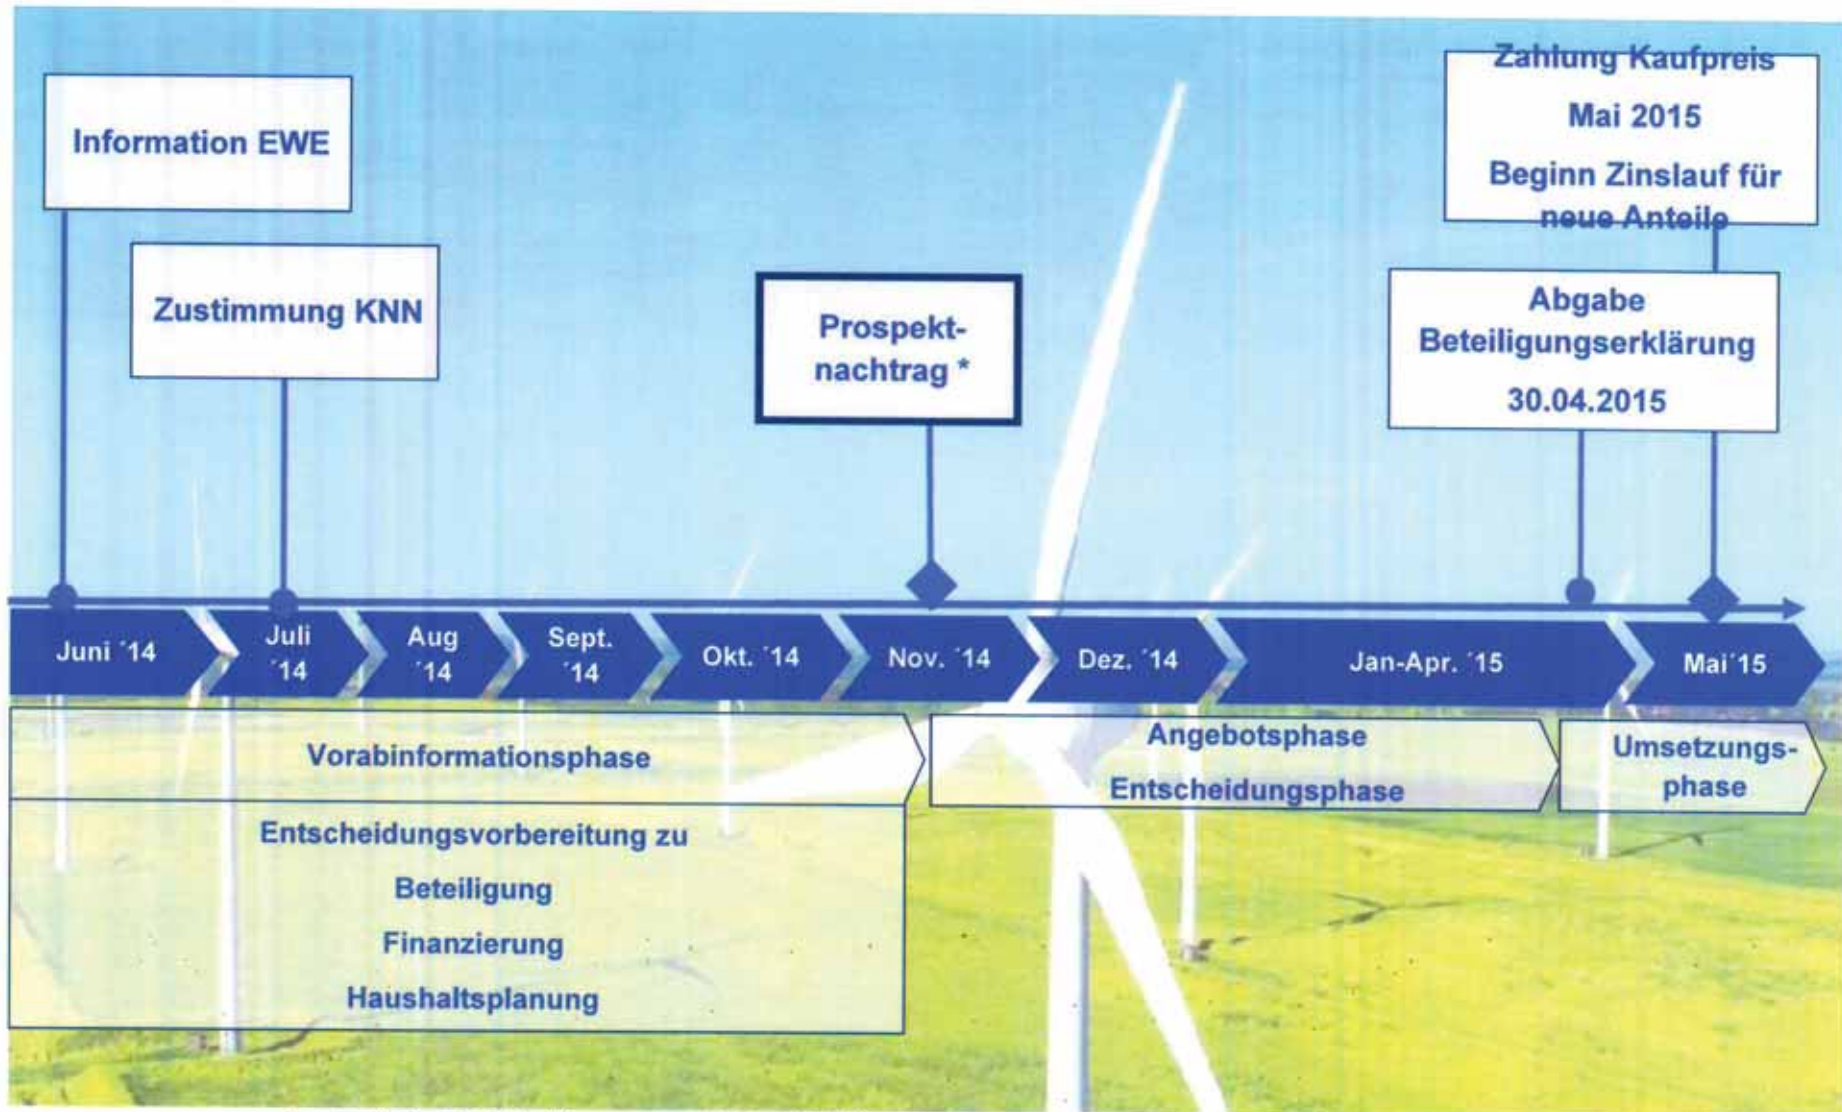 Zahlung Kaufpreis
Mai 2015
Beginn Zinslauf für
neue Anteile
Information EWE
Zustimmung KNN
Prospekt-
nachtrag *
Abgabe
Beteiligungserklärung
30.04.2015
Juni ´14
Juli
´14
Aug
´14
Sept.
´14
Okt. ´14
Nov. ´14
Dez. ´14
Jan-Apr. ´15
Mai´15
Vorabinformationsphase
Angebotsphase
Entscheidungsphase
Umsetzungs-
phase
Entscheidungsvorbereitung zu
Beteiligung
Finanzierung
Haushaltsplanung